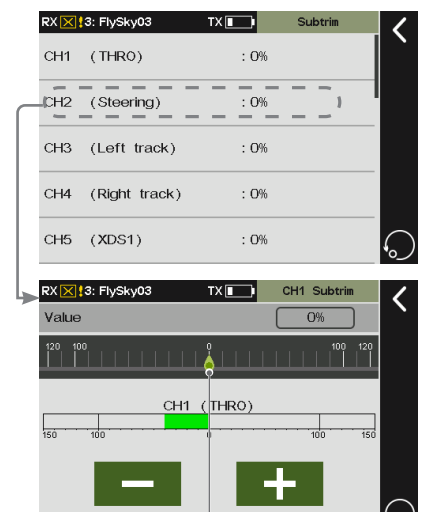 RX !3: FlySky03 TX Subtrim
CH1 (THRO) : 0%
CH2 (Steering) : 0%
CH3 (Left track) : 0%
CH4 (Right track) : 0%
CH5 (XDS1) : 0%
RX !3: FlySky03 TX CH1 Subtrim
Value 0%
120 100 0 100 120
CH1 (THRO)
150 100 0 100 150
− +